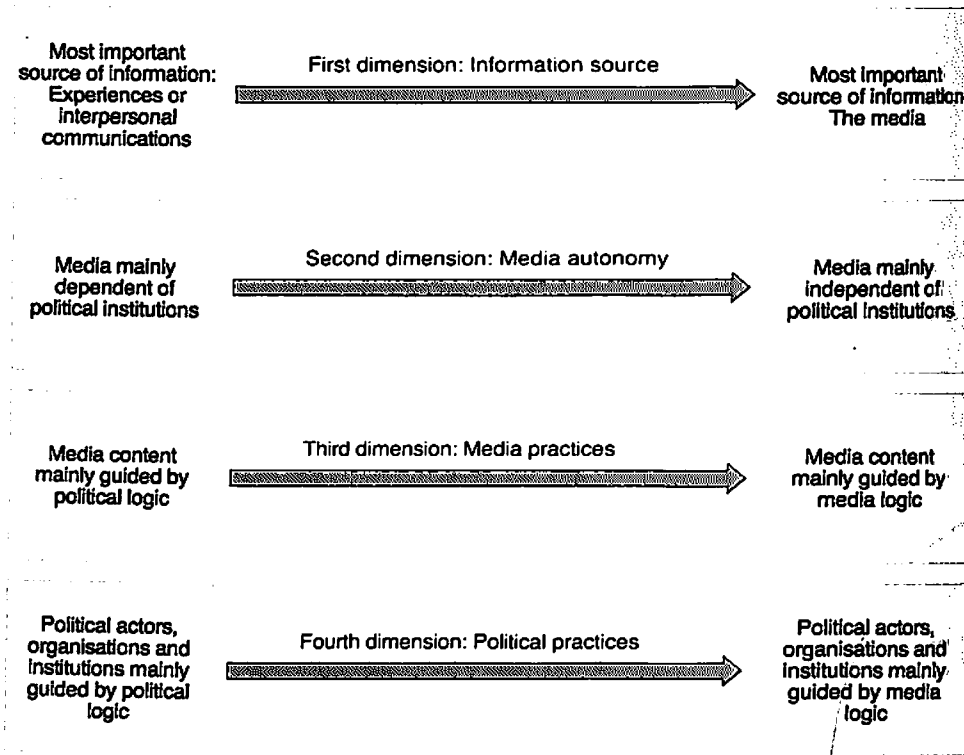 Most important
source of information:
Experiences or
interpersonal
communications
First dimension: Information source
Most important
source of information
The media
Media mainly
dependent of
political institutions
Second dimension: Media autonomy
Media mainly
independent of
political institutions
Media content
mainly guided by
political logic
Third dimension: Media practices
Media content
mainly guided by
media logic
Political actors,
organisations and
institutions mainly
guided by political
logic
Fourth dimension: Political practices
Political actors,
organisations and
institutions mainly
guided by media
logic